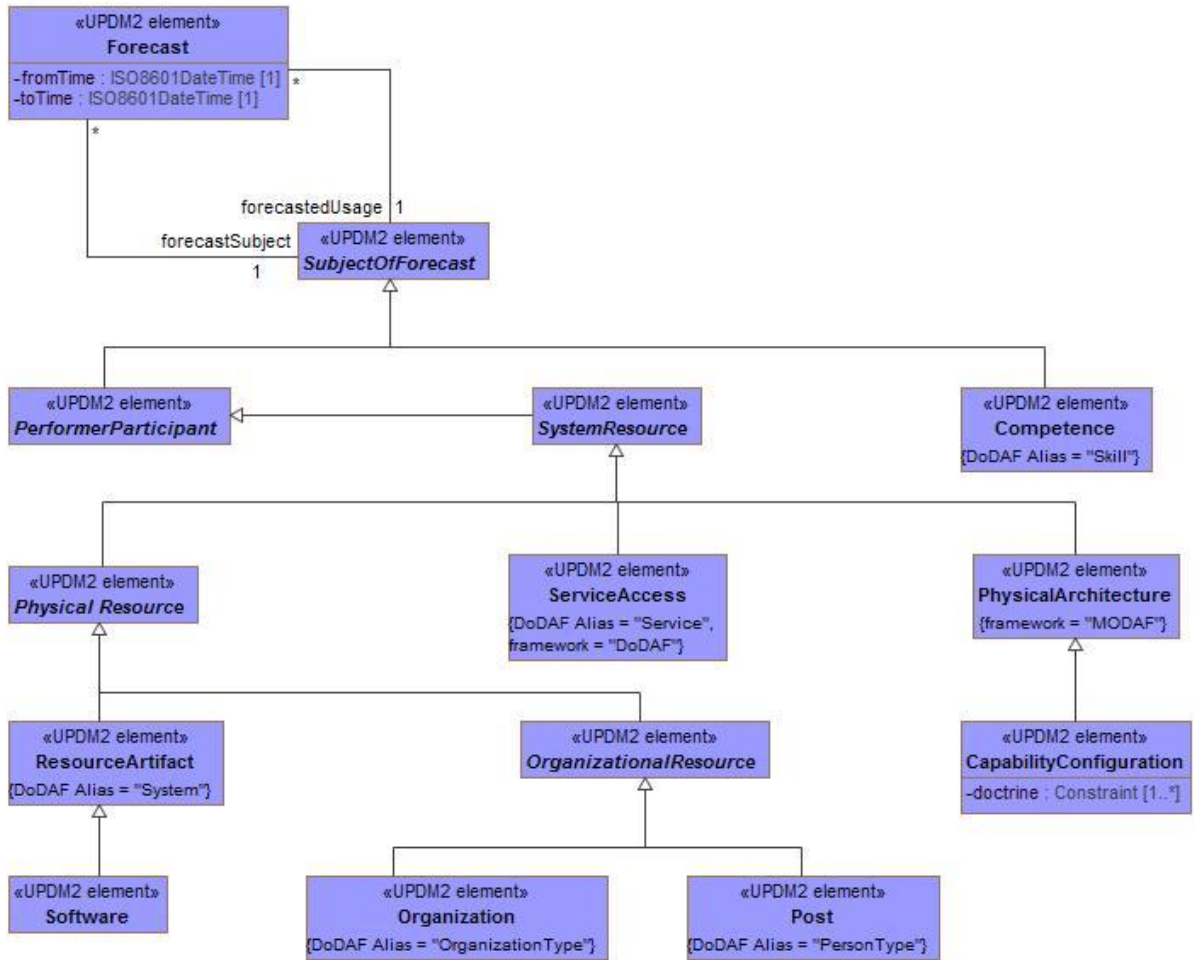 «UPDM2 element»
Forecast
-fromTime : ISO8601DateTime [1]
-toTime : ISO8601DateTime [1]
*
*
forecastedUsage 1
forecastSubject
1
«UPDM2 element»
SubjectOfForecast
«UPDM2 element»
PerformerParticipant
«UPDM2 element»
SystemResource
«UPDM2 element»
Competence
{DoDAF Alias = "Skill"}
«UPDM2 element»
Physical Resource
«UPDM2 element»
ServiceAccess
{DoDAF Alias = "Service",
framework = "DoDAF"}
«UPDM2 element»
PhysicalArchitecture
{framework = "MODAF"}
«UPDM2 element»
ResourceArtifact
{DoDAF Alias = "System"}
«UPDM2 element»
OrganizationalResource
«UPDM2 element»
CapabilityConfiguration
-doctrine : Constraint [1..*]
«UPDM2 element»
Software
«UPDM2 element»
Organization
{DoDAF Alias = "OrganizationType"}
«UPDM2 element»
Post
{DoDAF Alias = "PersonType"}